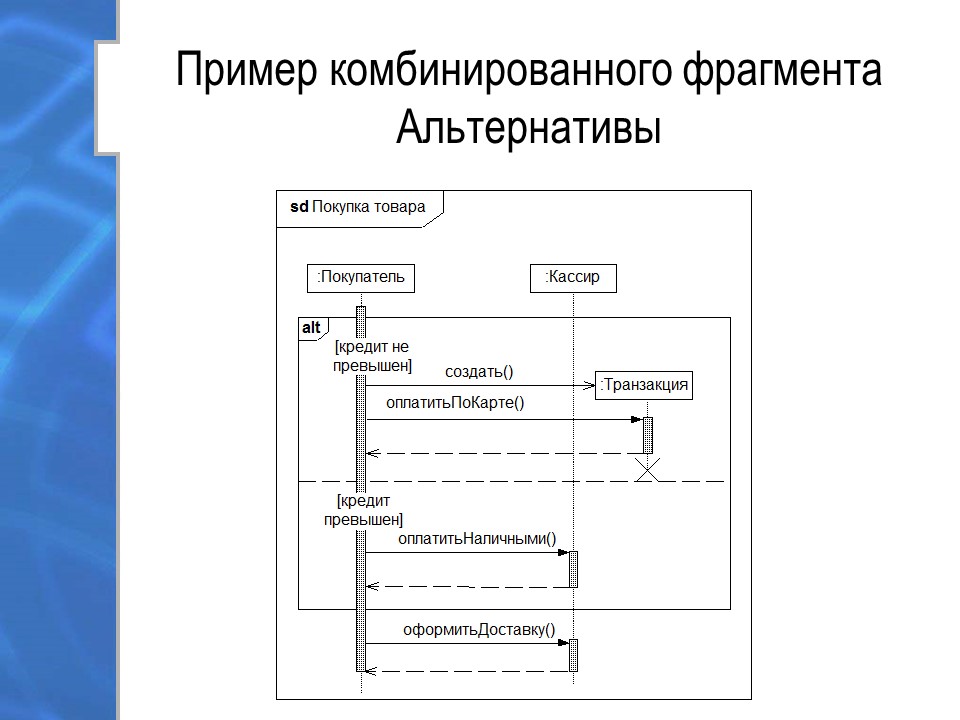 Пример комбинированного фрагмента
Альтернативы
sd Покупка товара
:Покупатель
:Кассир
alt
[кредит не
превышен]
создать()
:Транзакция
оплатитьПоКарте()
[кредит
превышен]
оплатитьНаличными()
оформитьДоставку()